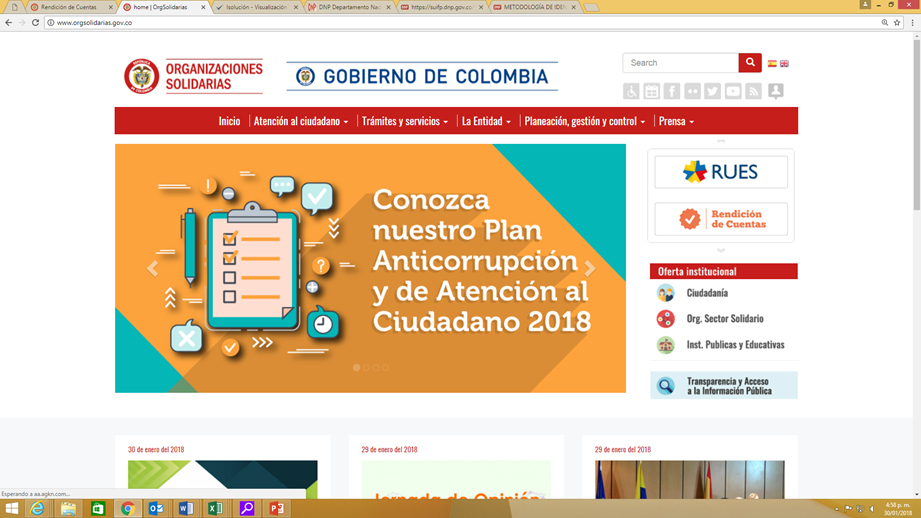 Rendición de Cuentas
home | OrgSolidarias
Isolución - Visualización
DNP Departamento Nac
https://suifp.dnp.gov.co
METODOLOGÍA DE IDEN
www.orgsolidarias.gov.co
ORGANIZACIONES
SOLIDARIAS
GOBIERNO DE COLOMBIA
Search
Inicio
Atención al ciudadano
Trámites y servicios
La Entidad
Planeación, gestión y control
Prensa
Conozca
nuestro Plan
Anticorrupción
y de Atención al
Ciudadano 2018
RUES
Rendición
de Cuentas
Oferta institucional
Ciudadanía
Org. Sector Solidario
Inst. Publicas y Educativas
Transparencia y Acceso
a la Información Pública
30 de enero del 2018
29 de enero del 2018
29 de enero del 2018
Jornada de Opinión
Esperando a aa.agkn.com...
4:58 p. m.
30/01/2018